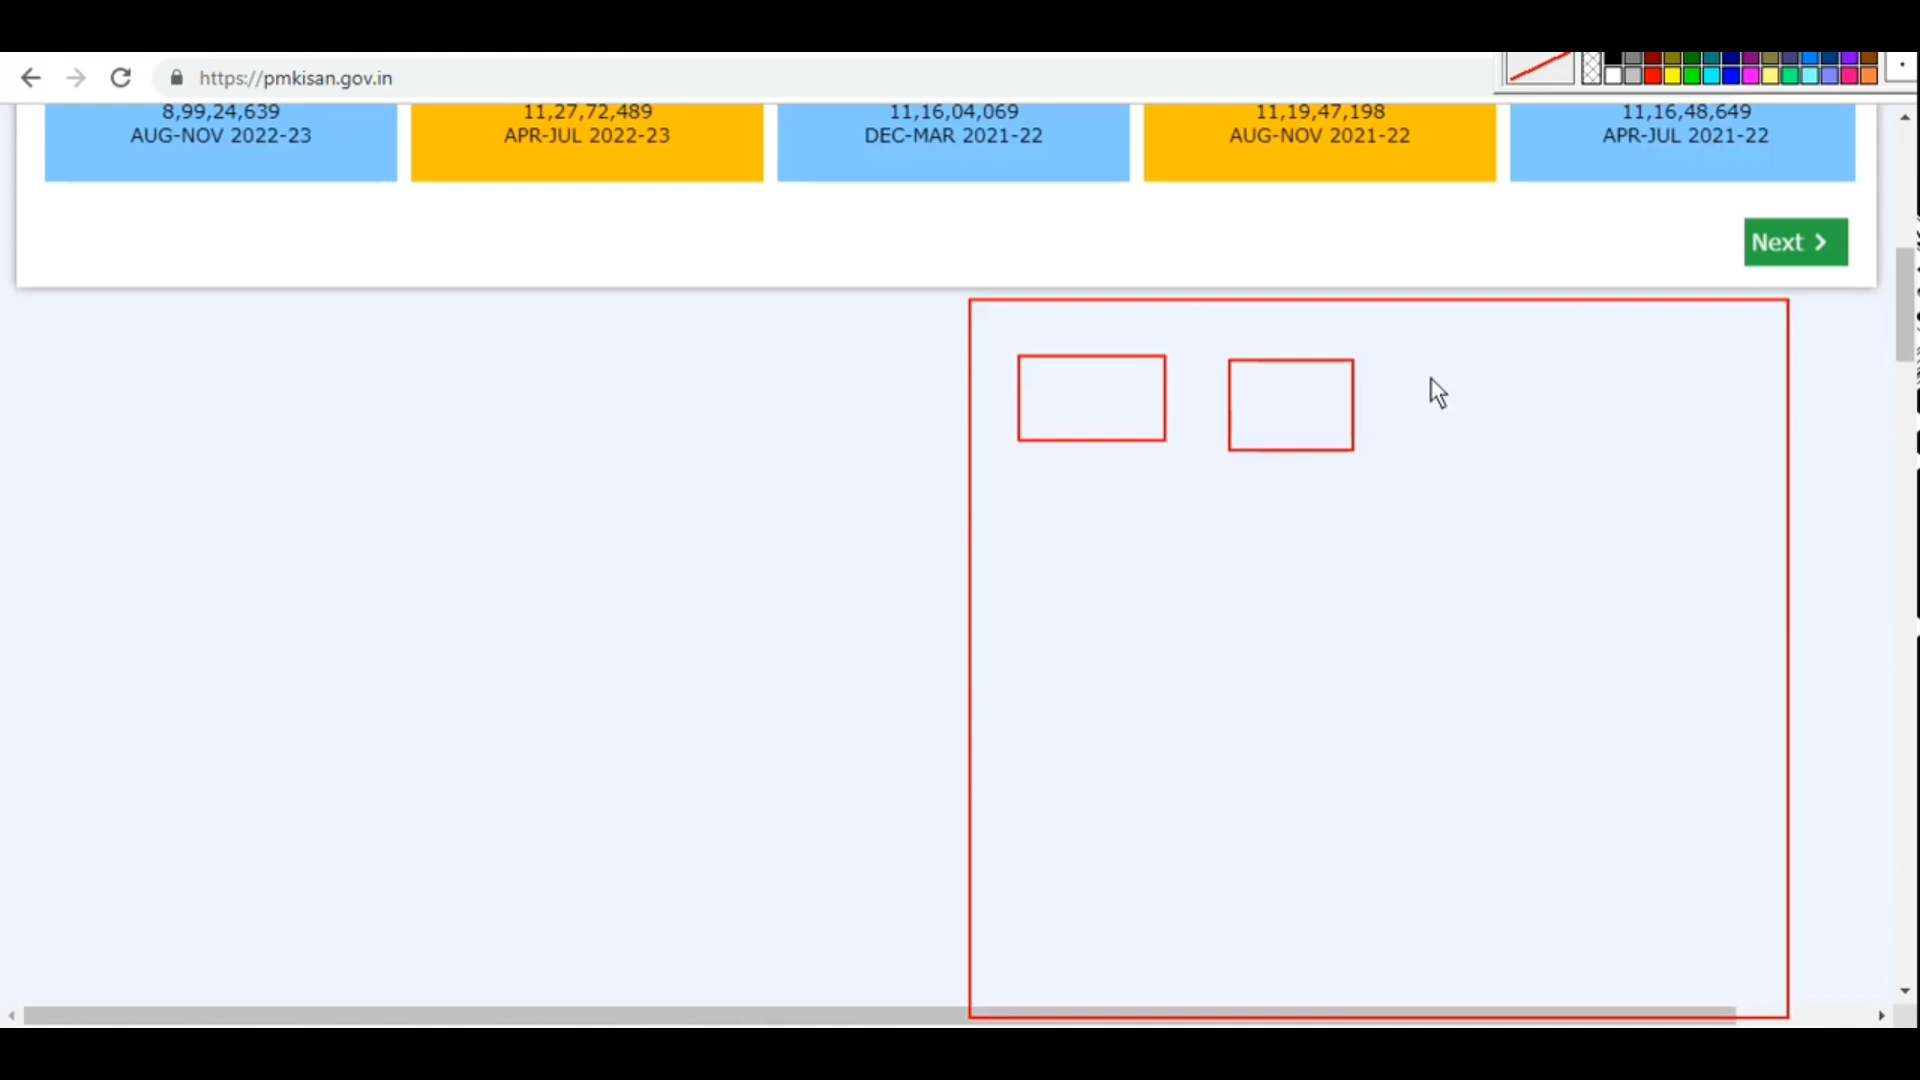 https://pmkisan.gov.in
8,99,24,639
AUG-NOV 2022-23
11,27,72,489
APR-JUL 2022-23
11,16,04,069
DEC-MAR 2021-22
11,19,47,198
AUG-NOV 2021-22
11,16,48,649
APR-JUL 2021-22
Next